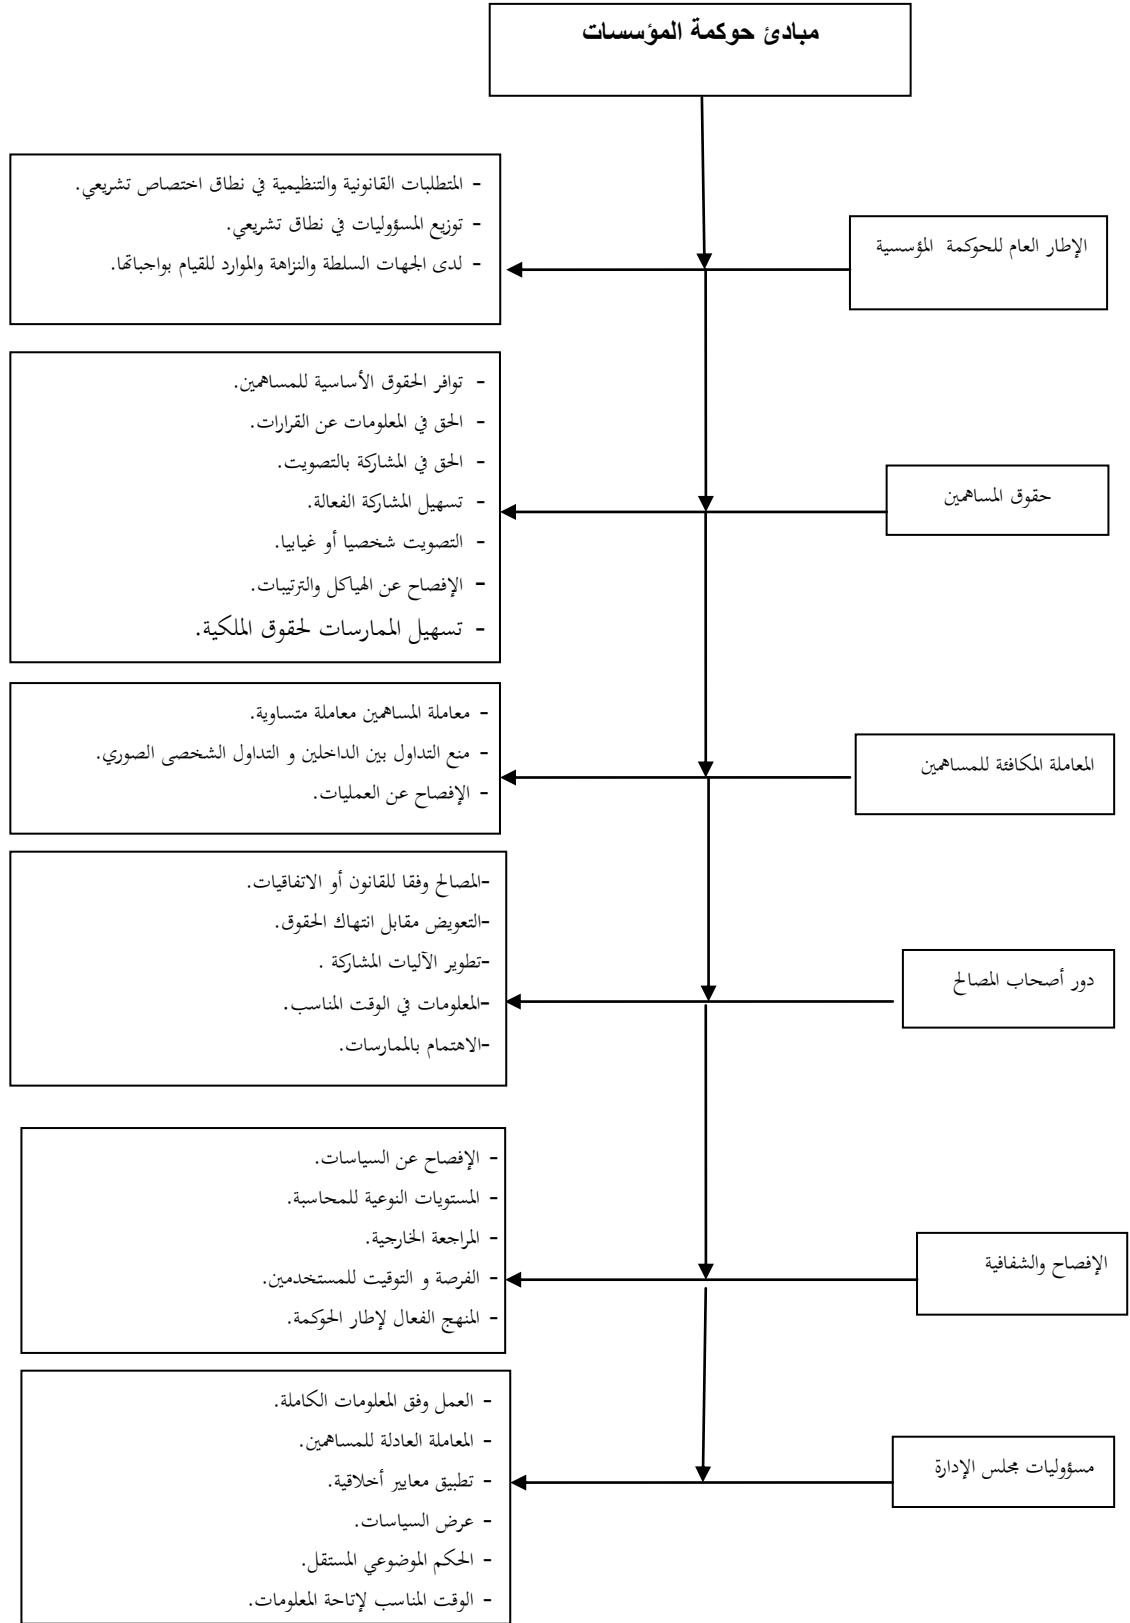 مبادئ حوكمة المؤسسات
الإطار العام للحوكمة المؤسسية
- المتطلبات القانونية والتنظيمية في نطاق اختصاص تشريعي.
- توزيع المسؤوليات في نطاق تشريعي.
- لدى الجهات السلطة والنزاهة والموارد للقيام بواجباتها.
حقوق المساهمين
- توافر الحقوق الأساسية للمساهمين.
- الحق في المعلومات عن القرارات.
- الحق في المشاركة بالتصويت.
- تسهيل المشاركة الفعالة.
- التصويت شخصيا أو غيابيا.
- الإفصاح عن الهياكل والترتيبات.
- تسهيل الممارسات لحقوق الملكية.
المعاملة المكافئة للمساهمين
- معاملة المساهمين معاملة متساوية.
- منع التداول بين الداخلين و التداول الشخصى الصوري.
- الإفصاح عن العمليات.
دور أصحاب المصالح
-المصالح وفقا للقانون أو الاتفاقيات.
-التعويض مقابل انتهاك الحقوق.
-تطوير الآليات المشاركة .
-المعلومات في الوقت المناسب.
-الاهتمام بالممارسات.
الإفصاح والشفافية
- الإفصاح عن السياسات.
- المستويات النوعية للمحاسبة.
- المراجعة الخارجية.
- الفرصة و التوقيت للمستخدمين.
- المنهج الفعال لإطار الحوكمة.
مسؤوليات مجلس الإدارة
- العمل وفق المعلومات الكاملة.
- المعاملة العادلة للمساهمين.
- تطبيق معايير أخلاقية.
- عرض السياسات.
- الحكم الموضوعي المستقل.
- الوقت المناسب لإتاحة المعلومات.